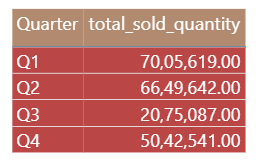 Quarter total_sold_quantity
Q1 70,05,619.00
Q2 66,49,642.00
Q3 20,75,087.00
Q4 50,42,541.00